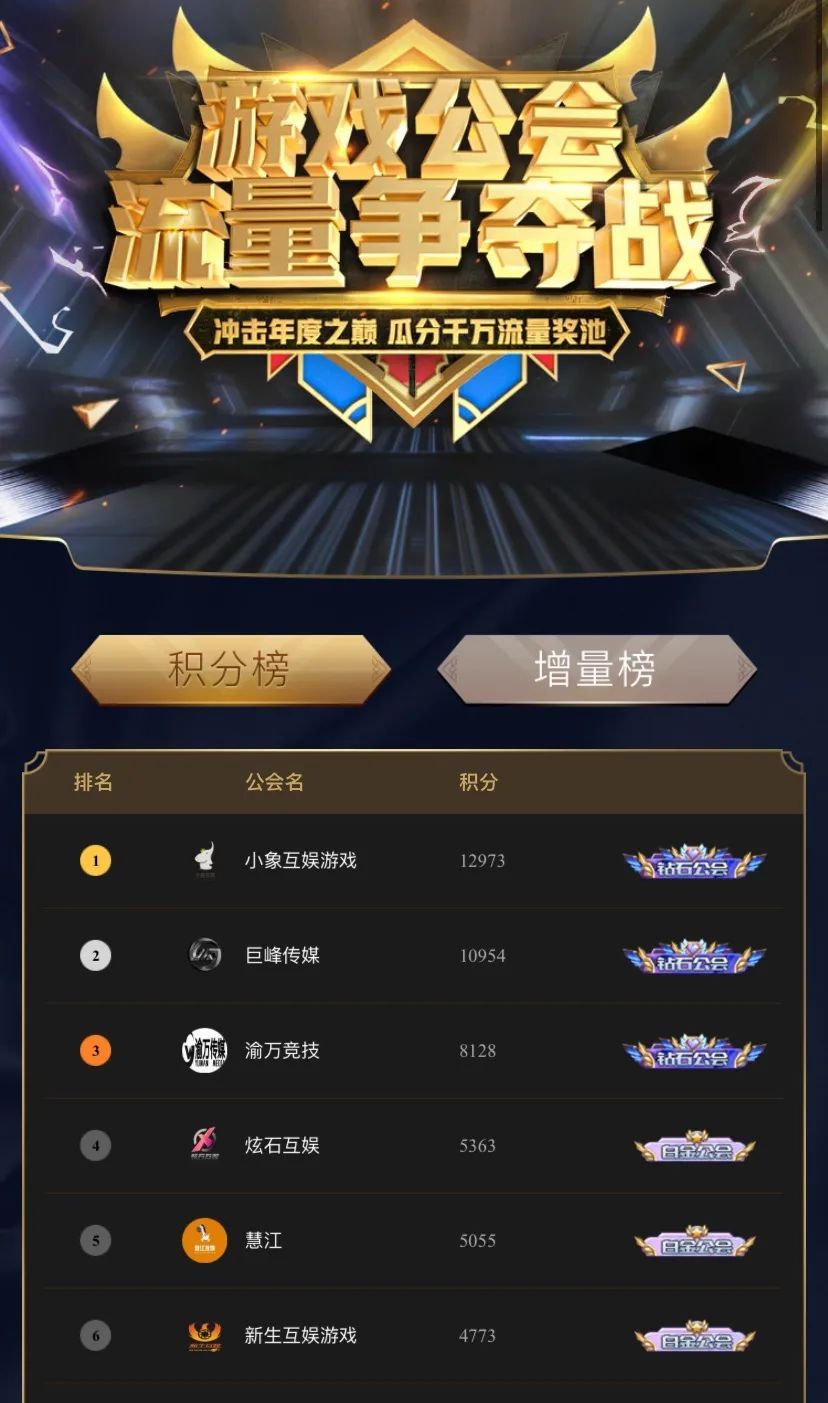 游戏公会
流量争夺战
冲击年度之巅 瓜分千万流量奖池
积分榜 增量榜
排名 公会名 积分
1 小象互娱游戏 12973 钻石公会
2 巨峰传媒 10954 钻石公会
3 渝万传媒 渝万竞技 8128 钻石公会
4 炫石互娱 5363 白金公会
5 慧江 5055 白金公会
6 新生互娱游戏 4773 白金公会